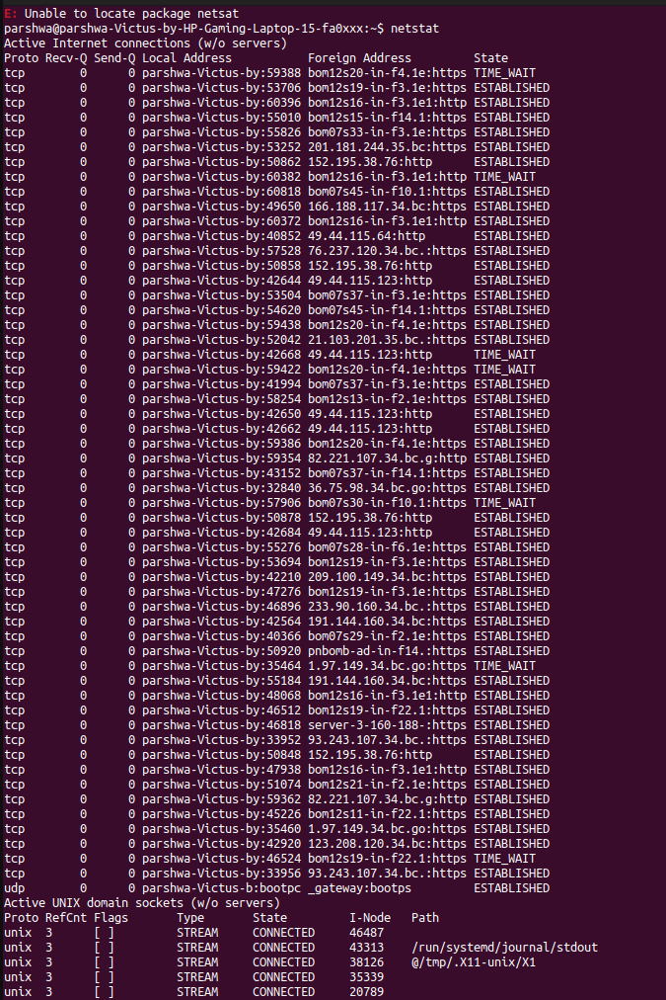 E: Unable to locate package netsat
parshwa@parshwa-Victus-by-HP-Gaming-Laptop-15-fa0xxx:~$ netstat
Active Internet connections (w/o servers)
Proto Recv-Q Send-Q Local Address           Foreign Address         State
tcp        0      0 parshwa-Victus-by:59388 bom12s20-in-f4.1e:https TIME_WAIT
tcp        0      0 parshwa-Victus-by:53706 bom12s19-in-f3.1e:https ESTABLISHED
tcp        0      0 parshwa-Victus-by:60396 bom12s16-in-f3.1e1:http ESTABLISHED
tcp        0      0 parshwa-Victus-by:55010 bom12s15-in-f14.1:https ESTABLISHED
tcp        0      0 parshwa-Victus-by:55826 bom07s33-in-f3.1e:https ESTABLISHED
tcp        0      0 parshwa-Victus-by:53252 201.181.244.35.bc:https ESTABLISHED
tcp        0      0 parshwa-Victus-by:50862 152.195.38.76:http      ESTABLISHED
tcp        0      0 parshwa-Victus-by:60382 bom12s16-in-f3.1e1:http TIME_WAIT
tcp        0      0 parshwa-Victus-by:60818 bom07s45-in-f10.1:https ESTABLISHED
tcp        0      0 parshwa-Victus-by:49650 166.188.117.34.bc:https ESTABLISHED
tcp        0      0 parshwa-Victus-by:60372 bom12s16-in-f3.1e1:http ESTABLISHED
tcp        0      0 parshwa-Victus-by:40852 49.44.115.64:http       ESTABLISHED
tcp        0      0 parshwa-Victus-by:57528 76.237.120.34.bc.:https ESTABLISHED
tcp        0      0 parshwa-Victus-by:50858 152.195.38.76:http      ESTABLISHED
tcp        0      0 parshwa-Victus-by:42644 49.44.115.123:http      ESTABLISHED
tcp        0      0 parshwa-Victus-by:53504 bom07s37-in-f3.1e:https ESTABLISHED
tcp        0      0 parshwa-Victus-by:54620 bom07s45-in-f14.1:https ESTABLISHED
tcp        0      0 parshwa-Victus-by:59438 bom12s20-in-f4.1e:https ESTABLISHED
tcp        0      0 parshwa-Victus-by:52042 21.103.201.35.bc.:https ESTABLISHED
tcp        0      0 parshwa-Victus-by:42668 49.44.115.123:http      TIME_WAIT
tcp        0      0 parshwa-Victus-by:59422 bom12s20-in-f4.1e:https TIME_WAIT
tcp        0      0 parshwa-Victus-by:41994 bom07s37-in-f3.1e:https ESTABLISHED
tcp        0      0 parshwa-Victus-by:58254 bom12s13-in-f2.1e:https ESTABLISHED
tcp        0      0 parshwa-Victus-by:42650 49.44.115.123:http      ESTABLISHED
tcp        0      0 parshwa-Victus-by:42662 49.44.115.123:http      ESTABLISHED
tcp        0      0 parshwa-Victus-by:59386 bom12s20-in-f4.1e:https ESTABLISHED
tcp        0      0 parshwa-Victus-by:59354 82.221.107.34.bc.g:http ESTABLISHED
tcp        0      0 parshwa-Victus-by:43152 bom07s37-in-f14.1:https ESTABLISHED
tcp        0      0 parshwa-Victus-by:32840 36.75.98.34.bc.go:https ESTABLISHED
tcp        0      0 parshwa-Victus-by:57906 bom07s30-in-f10.1:https TIME_WAIT
tcp        0      0 parshwa-Victus-by:50878 152.195.38.76:http      ESTABLISHED
tcp        0      0 parshwa-Victus-by:42684 49.44.115.123:http      ESTABLISHED
tcp        0      0 parshwa-Victus-by:55276 bom07s28-in-f6.1e:https ESTABLISHED
tcp        0      0 parshwa-Victus-by:53694 bom12s19-in-f3.1e:https ESTABLISHED
tcp        0      0 parshwa-Victus-by:42210 209.100.149.34.bc:https ESTABLISHED
tcp        0      0 parshwa-Victus-by:47276 bom12s19-in-f3.1e:https ESTABLISHED
tcp        0      0 parshwa-Victus-by:46896 233.90.160.34.bc.:https ESTABLISHED
tcp        0      0 parshwa-Victus-by:42564 191.144.160.34.bc:https ESTABLISHED
tcp        0      0 parshwa-Victus-by:40366 bom07s29-in-f2.1e:https ESTABLISHED
tcp        0      0 parshwa-Victus-by:50920 pnbomb-ad-in-f14.:https ESTABLISHED
tcp        0      0 parshwa-Victus-by:35464 1.97.149.34.bc.go:https TIME_WAIT
tcp        0      0 parshwa-Victus-by:55184 191.144.160.34.bc:https ESTABLISHED
tcp        0      0 parshwa-Victus-by:48068 bom12s16-in-f3.1e1:http ESTABLISHED
tcp        0      0 parshwa-Victus-by:46512 bom12s19-in-f22.1:https ESTABLISHED
tcp        0      0 parshwa-Victus-by:46818 server-3-160-188-:https ESTABLISHED
tcp        0      0 parshwa-Victus-by:33952 93.243.107.34.bc.:https ESTABLISHED
tcp        0      0 parshwa-Victus-by:50848 152.195.38.76:http      ESTABLISHED
tcp        0      0 parshwa-Victus-by:47938 bom12s16-in-f3.1e1:http ESTABLISHED
tcp        0      0 parshwa-Victus-by:51074 bom12s21-in-f2.1e:https ESTABLISHED
tcp        0      0 parshwa-Victus-by:59362 82.221.107.34.bc.g:http ESTABLISHED
tcp        0      0 parshwa-Victus-by:45226 bom12s11-in-f22.1:https ESTABLISHED
tcp        0      0 parshwa-Victus-by:35460 1.97.149.34.bc.go:https ESTABLISHED
tcp        0      0 parshwa-Victus-by:42920 123.208.120.34.bc:https ESTABLISHED
tcp        0      0 parshwa-Victus-by:46524 bom12s19-in-f22.1:https TIME_WAIT
tcp        0      0 parshwa-Victus-by:33956 93.243.107.34.bc.:https ESTABLISHED
udp        0      0 parshwa-Victus-b:bootpc _gateway:bootps         ESTABLISHED
Active UNIX domain sockets (w/o servers)
Proto RefCnt Flags       Type       State         I-Node   Path
unix  3      [ ]         STREAM     CONNECTED     46487
unix  3      [ ]         STREAM     CONNECTED     43313    /run/systemd/journal/stdout
unix  3      [ ]         STREAM     CONNECTED     38126    @/tmp/.X11-unix/X1
unix  3      [ ]         STREAM     CONNECTED     35339
unix  3      [ ]         STREAM     CONNECTED     20789